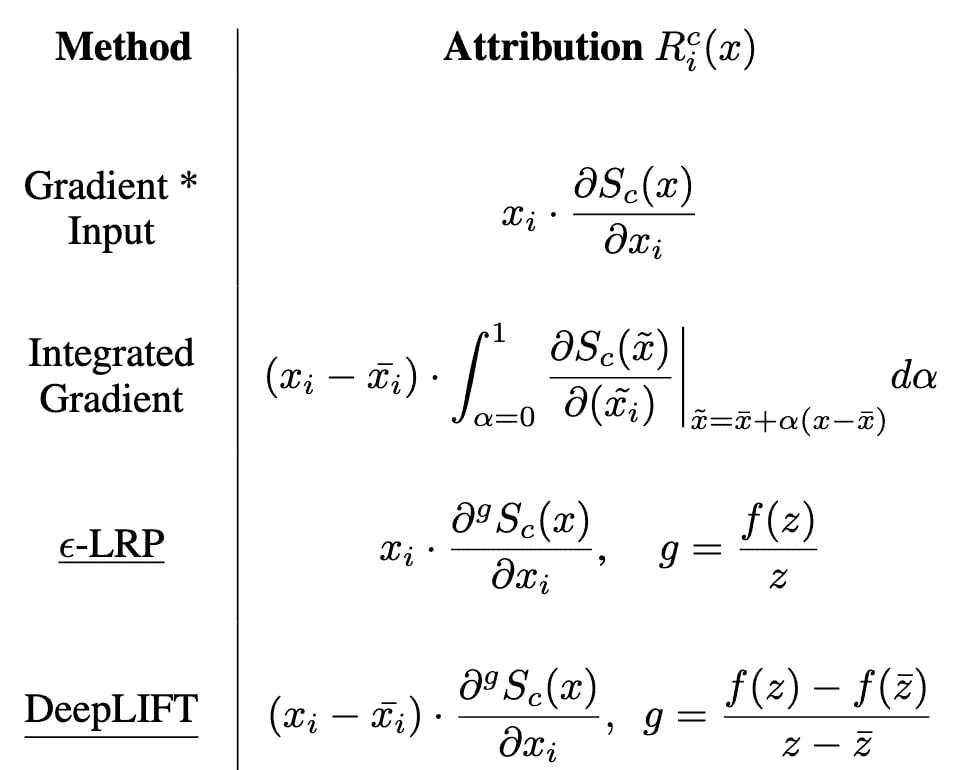 Method Attribution $R_i^c(x)$
Gradient *
Input
$x_i \cdot \frac{\partial S_c(x)}{\partial x_i}$
Integrated
Gradient
$(x_i - \bar{x_i}) \cdot \int_{\alpha=0}^{1} \frac{\partial S_c(\tilde{x})}{\partial (\tilde{x_i})} \Big|_{\tilde{x}=\bar{x}+\alpha(x-\bar{x})} d\alpha$
ϵ-LRP $x_i \cdot \frac{\partial^g S_c(x)}{\partial x_i}, \quad g = \frac{f(z)}{z}$
DeepLIFT $(x_i - \bar{x_i}) \cdot \frac{\partial^g S_c(x)}{\partial x_i}, \; g = \frac{f(z) - f(\bar{z})}{z - \bar{z}}$